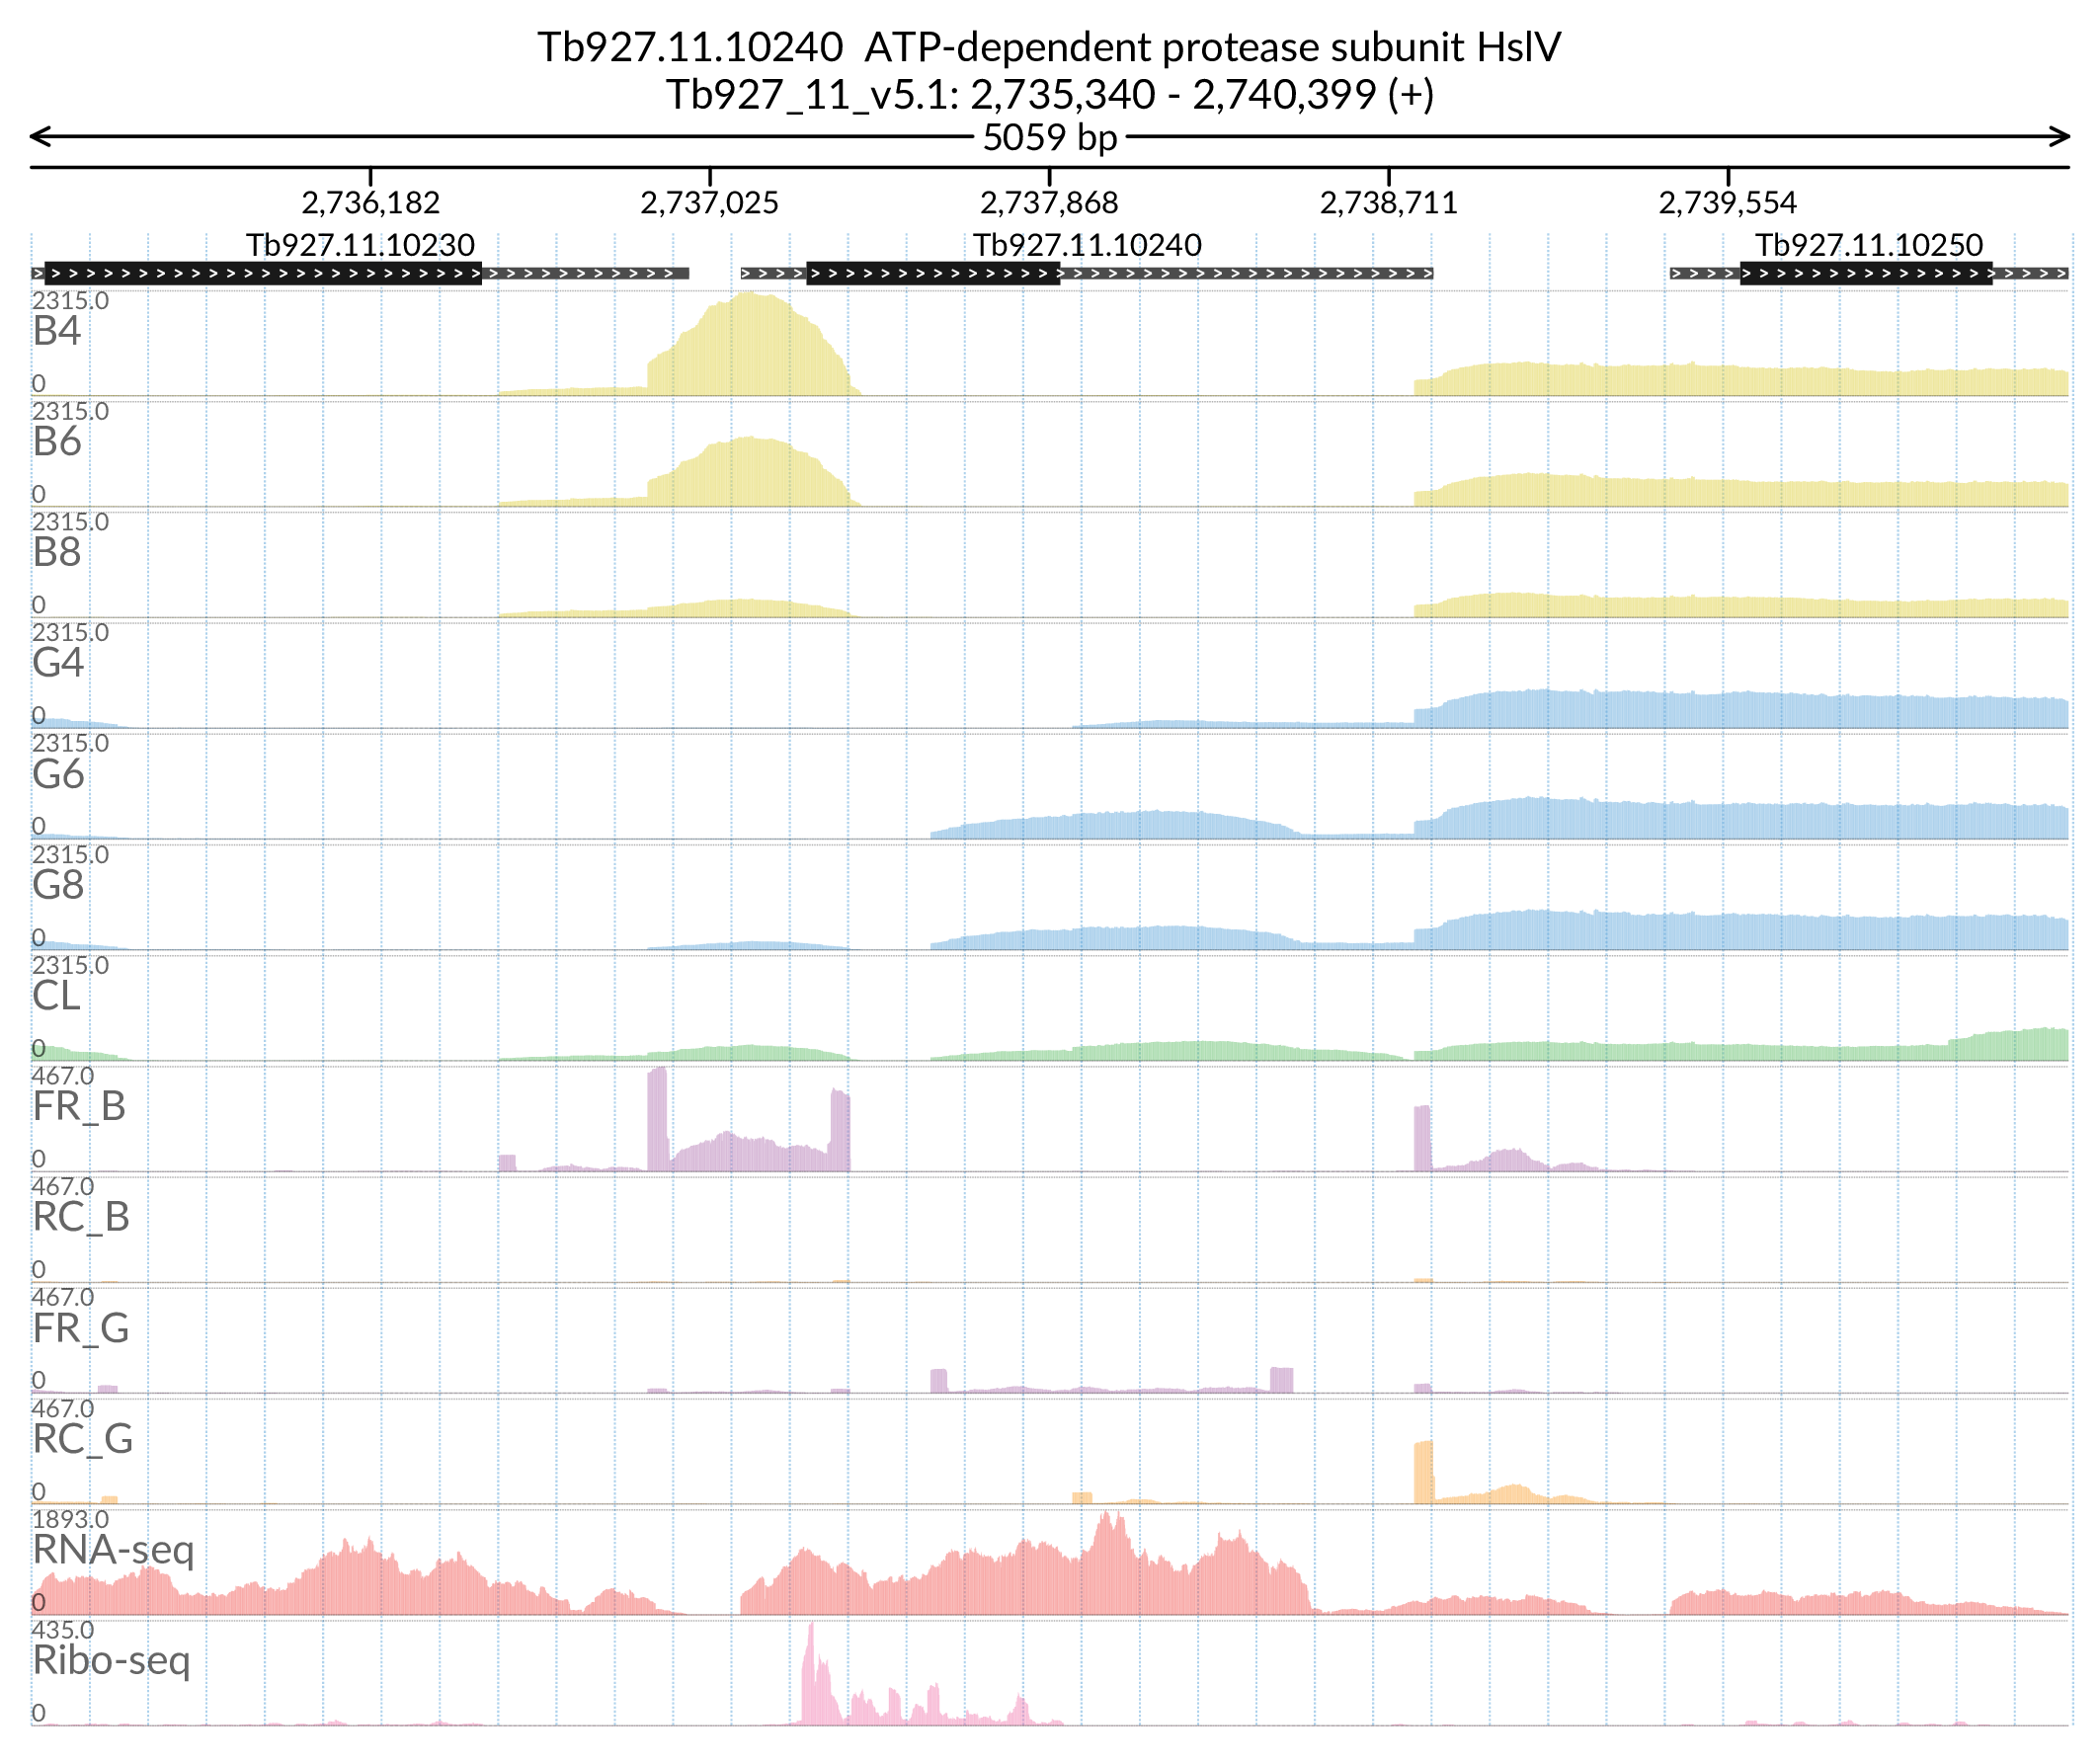 Tb927.11.10240  ATP-dependent protease subunit HslV
Tb927_11_v5.1: 2,735,340 - 2,740,399 (+)
5059 bp
2,736,182 2,737,025 2,737,868 2,738,711 2,739,554
Tb927.11.10230 Tb927.11.10240 Tb927.11.10250
2315.0
B4
0
2315.0
B6
0
2315.0
B8
0
2315.0
G4
0
2315.0
G6
0
2315.0
G8
0
2315.0
CL
0
467.0
FR_B
0
467.0
RC_B
0
467.0
FR_G
0
467.0
RC_G
0
1893.0
RNA-seq
0
435.0
Ribo-seq
0